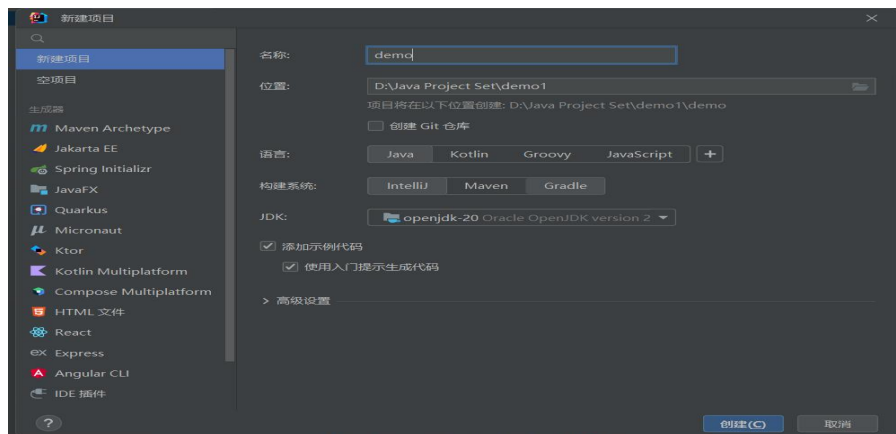 新建项目
新建项目
空项目
生成器
Maven Archetype
Jakarta EE
Spring Initializr
JavaFX
Quarkus
Micronaut
Ktor
Kotlin Multiplatform
Compose Multiplatform
HTML 文件
React
Express
Angular CLI
IDE 插件
名称: demo
位置: D:\Java Project Set\demo1
项目将在以下位置创建: D:\Java Project Set\demo1\demo
创建 Git 仓库
语言: Java Kotlin Groovy JavaScript +
构建系统: IntelliJ Maven Gradle
JDK: openjdk-20 Oracle OpenJDK version 2
添加示例代码
使用入门提示生成代码
> 高级设置
? 创建(C) 取消